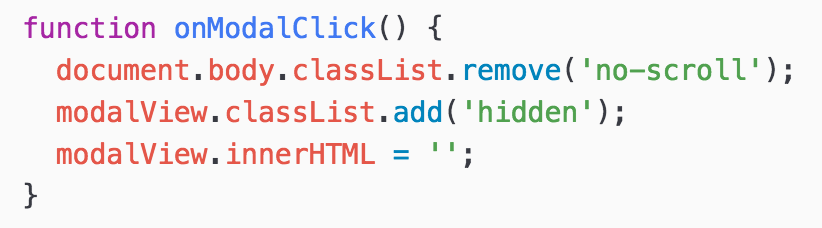 function onModalClick() {
  document.body.classList.remove('no-scroll');
  modalView.classList.add('hidden');
  modalView.innerHTML = '';
}